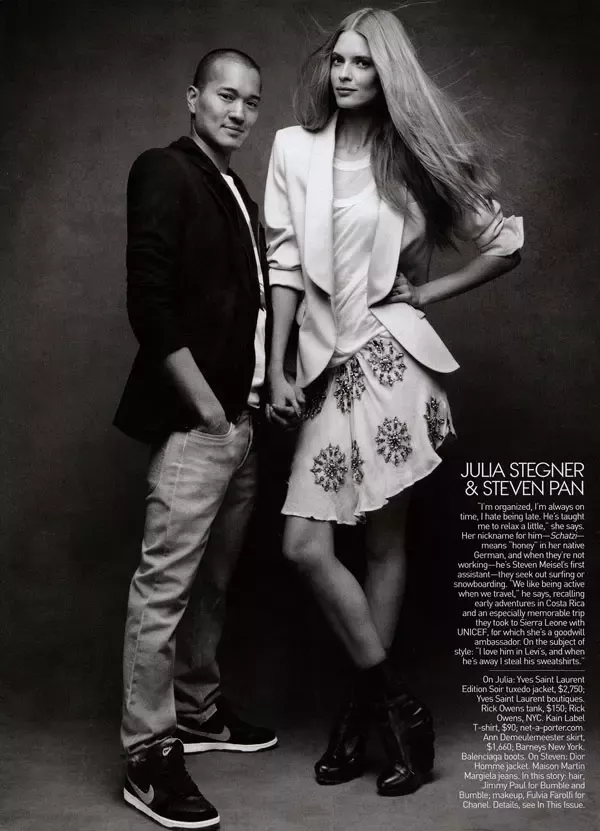 JULIA STEGNER
& STEVEN PAN
"I'm organized, I'm always on
time, I hate being late. He's taught
me to relax a little," she says.
Her nickname for him—Schatzi—
means "honey" in her native
German, and when they're not
working—he's Steven Meisel's first
assistant—they seek out surfing or
snowboarding. "We like being active
when we travel," he says, recalling
early adventures in Costa Rica
and an especially memorable trip
they took to Sierra Leone with
UNICEF, for which she's a goodwill
ambassador. On the subject of
style: "I love him in Levi's, and when
he's away I steal his sweatshirts."
On Julia: Yves Saint Laurent
Edition Soir tuxedo jacket, $2,750;
Yves Saint Laurent boutiques.
Rick Owens tank, $150; Rick
Owens, NYC. Kain Label
T-shirt, $90; net-a-porter.com.
Ann Demeulemeester skirt,
$1,660; Barneys New York.
Balenciaga boots. On Steven: Dior
Homme jacket. Maison Martin
Margiela jeans. In this story: hair,
Jimmy Paul for Bumble and
Bumble; makeup, Fulvia Farolfi for
Chanel. Details, see In This Issue.